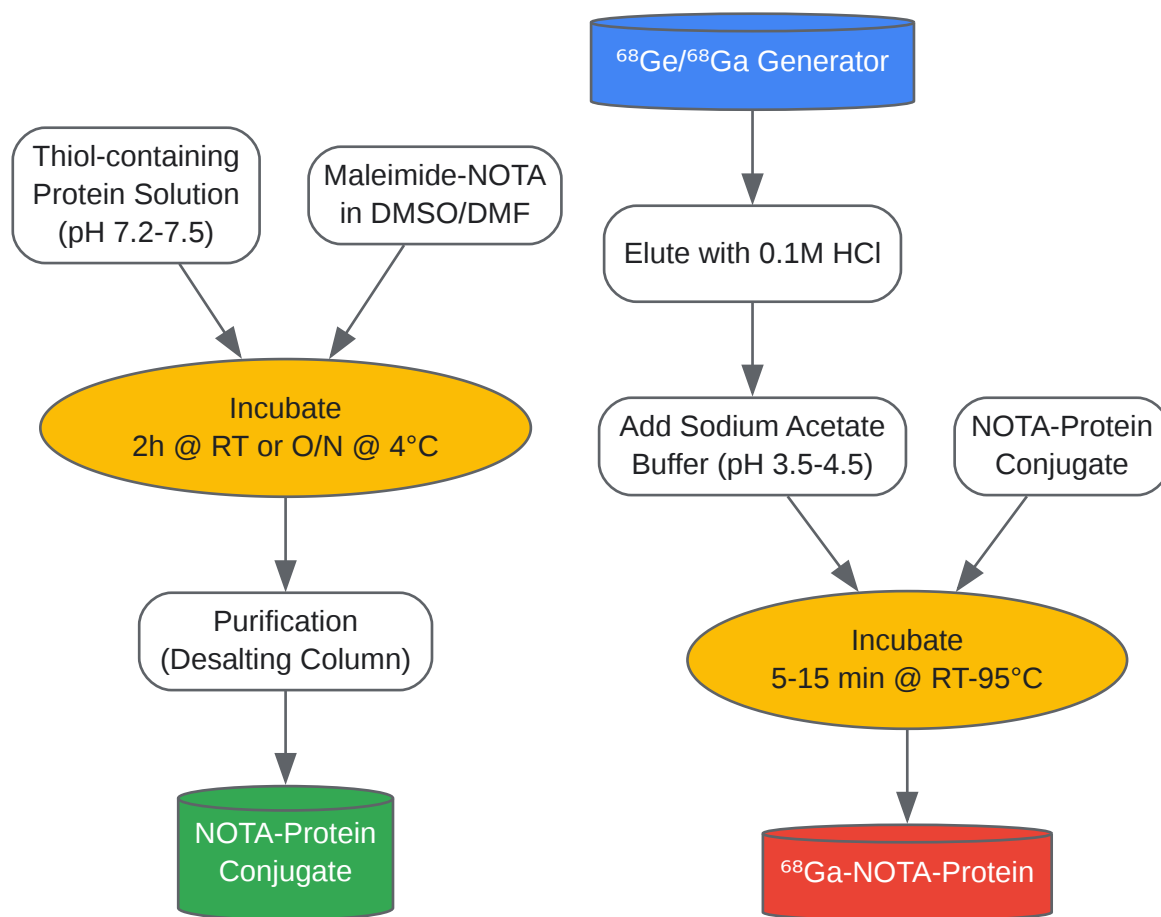 Thiol-containing
Protein Solution
(pH 7.2-7.5)
Maleimide-NOTA
in DMSO/DMF
Incubate
2h @ RT or O/N @ 4°C
Purification
(Desalting Column)
NOTA-Protein
Conjugate
⁶⁸Ge/⁶⁸Ga Generator
Elute with 0.1M HCl
Add Sodium Acetate
Buffer (pH 3.5-4.5)
NOTA-Protein
Conjugate
Incubate
5-15 min @ RT-95°C
⁶⁸Ga-NOTA-Protein